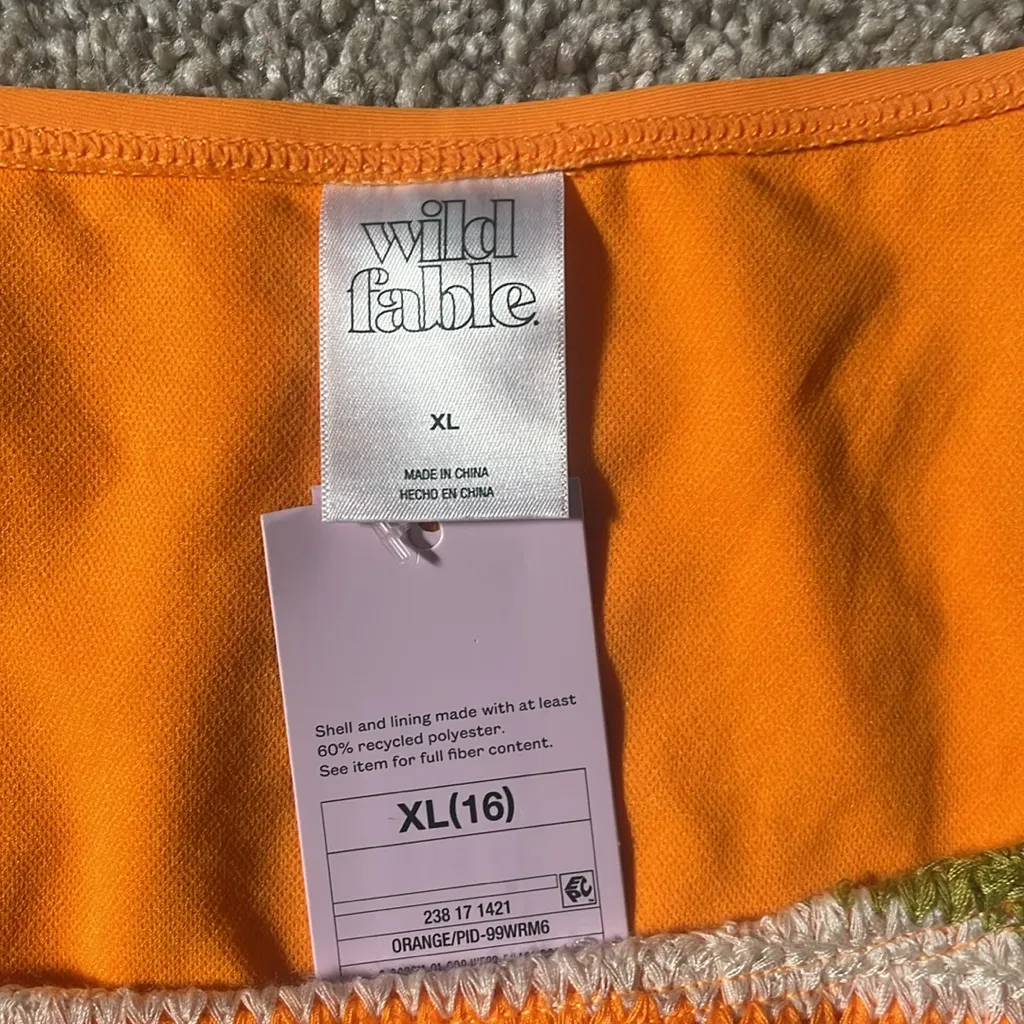 wild
fable.
XL
MADE IN CHINA
HECHO EN CHINA
Shell and lining made with at least
60% recycled polyester.
See item for full fiber content.
XL(16)
EPC
238 17 1421
ORANGE/PID-99WRM6